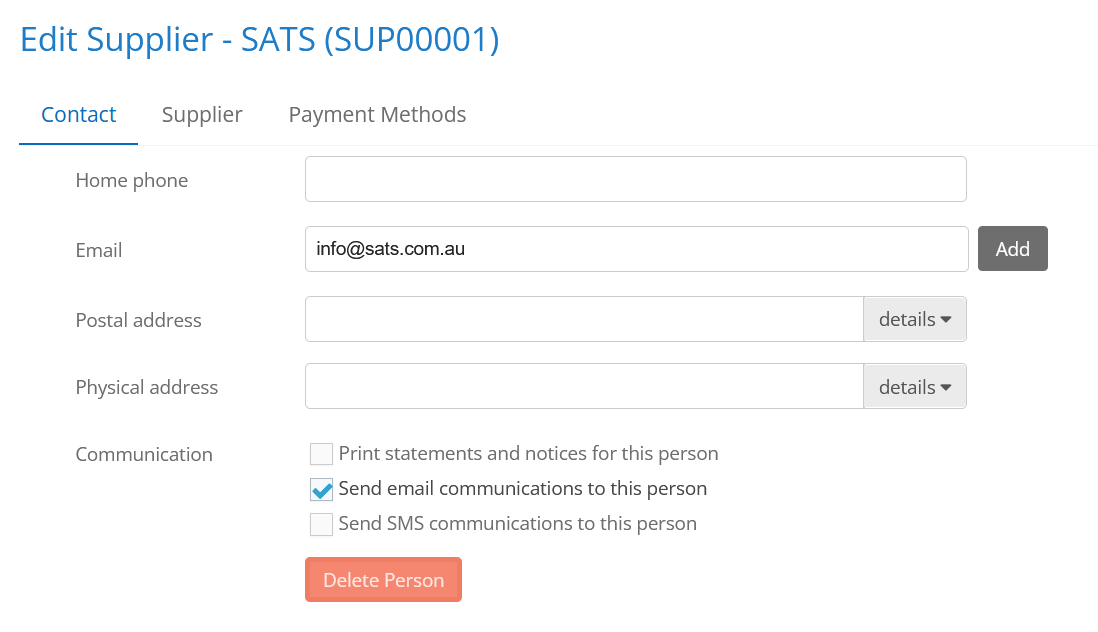 Edit Supplier - SATS (SUP00001)
Contact Supplier Payment Methods
Home phone
Email info@sats.com.au Add
Postal address details
Physical address details
Communication Print statements and notices for this person
Send email communications to this person
Send SMS communications to this person
Delete Person